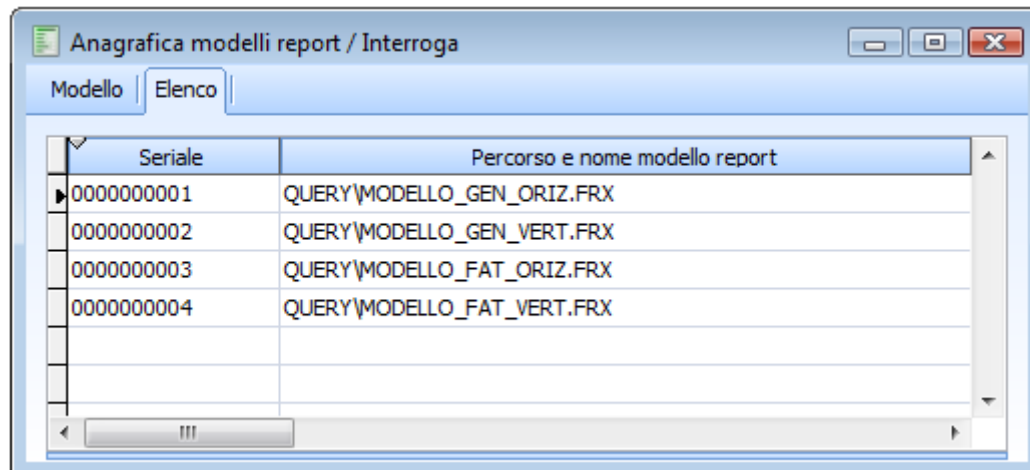 Anagrafica modelli report / Interroga
Modello Elenco
Seriale Percorso e nome modello report
0000000001 QUERY\MODELLO_GEN_ORIZ.FRX
0000000002 QUERY\MODELLO_GEN_VERT.FRX
0000000003 QUERY\MODELLO_FAT_ORIZ.FRX
0000000004 QUERY\MODELLO_FAT_VERT.FRX